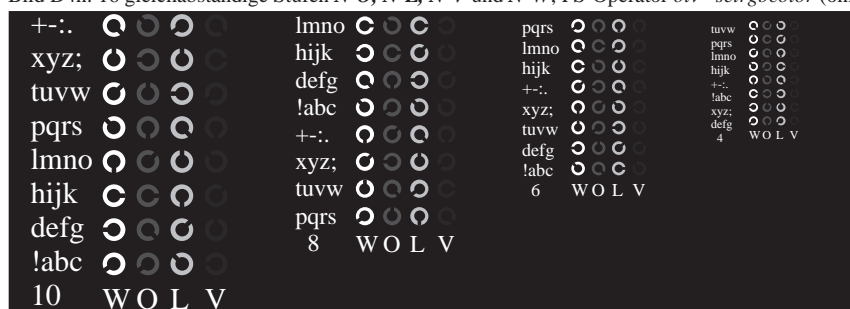 +-:.
xyz;
tuvw
pqrs
lmno
hijk
defg
!abc
10 W O L V
lmno
hijk
defg
!abc
+-:.
xyz;
tuvw
pqrs
8 W O L V
pqrs
lmno
hijk
+-:.
xyz;
tuvw
defg
!abc
6 W O L V
tuvw
pqrs
lmno
hijk
+-:.
!abc
xyz;
defg
4 W O L V